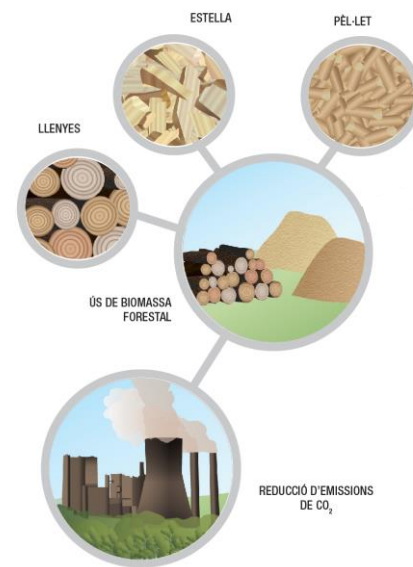 ESTELLA
PÈL·LET
LLENYES
ÚS DE BIOMASSA
FORESTAL
REDUCCIÓ D'EMISSIONS
DE CO₂